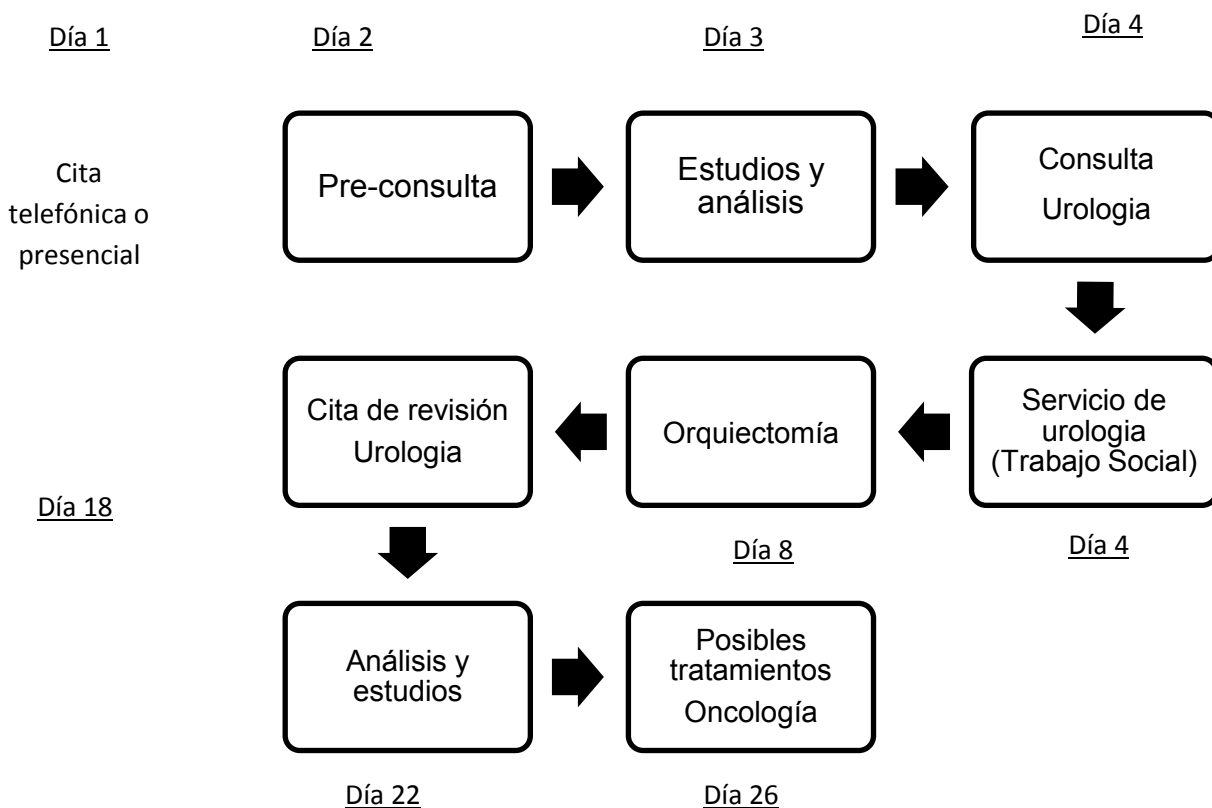 Día 1
Día 2
Día 3
Día 4
Cita
telefónica o
presencial
Pre-consulta
Estudios y
análisis
Consulta
Urologia
Servicio de
urologia
(Trabajo Social)
Día 4
Orquiectomía
Día 8
Cita de revisión
Urologia
Día 18
Análisis y
estudios
Día 22
Posibles
tratamientos
Oncología
Día 26